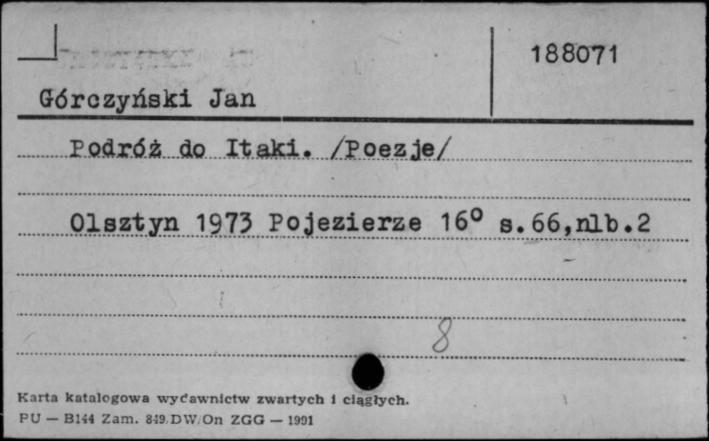 188071
Górczyński Jan
Podróż do Itaki. /Poezje/
Olsztyn 1973 Pojezierze 16° s.66,nlb.2
8
Karta katalogowa wydawnictw zwartych i ciągłych.
PU — B144 Zam. 849/DW/On ZGG — 1991